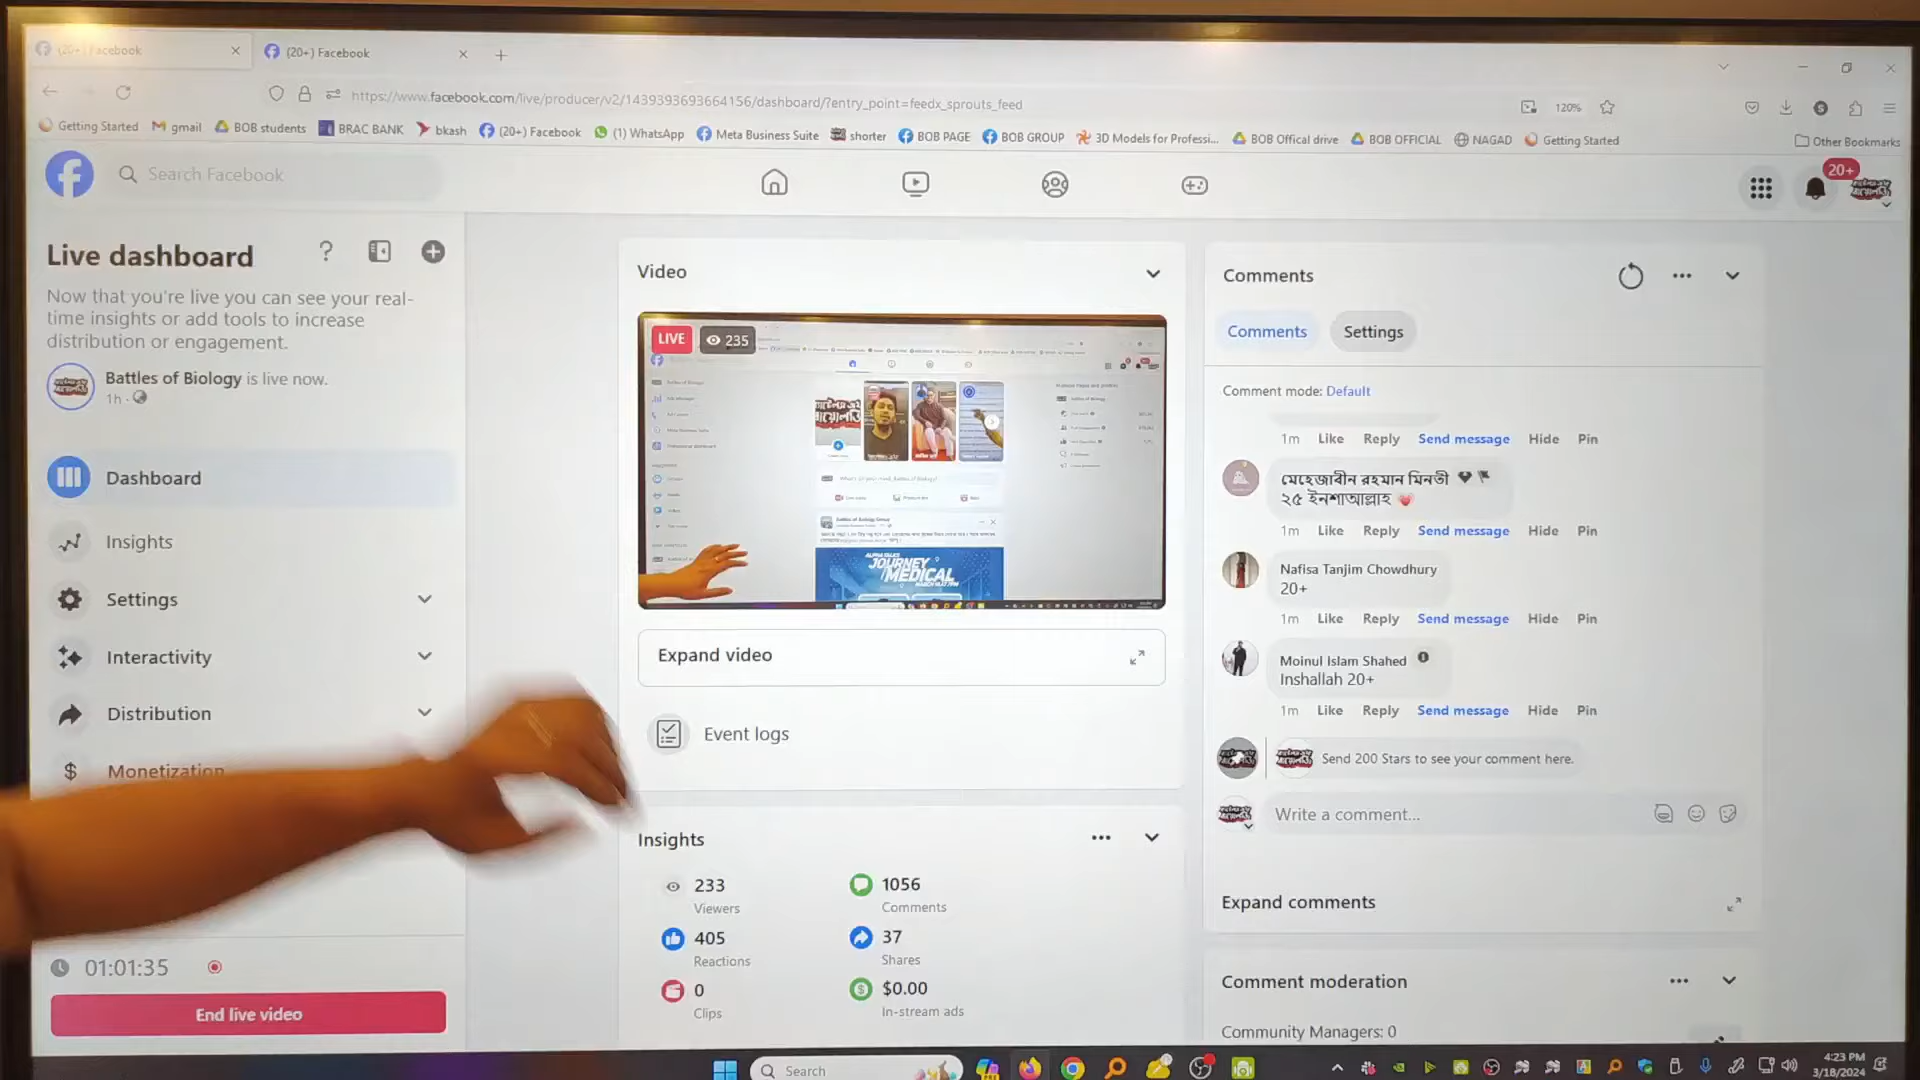 (20+) Facebook
(20+) Facebook
https://www.facebook.com/live/producer/v2/1439393693664156/dashboard/?entry_point=feedx_sprouts_feed
120%
Getting Started
gmail
BOB students
BRAC BANK
bkash
(20+) Facebook
(1) WhatsApp
Meta Business Suite
shorter
BOB PAGE
BOB GROUP
3D Models for Professi...
BOB Offical drive
BOB OFFICIAL
NAGAD
Getting Started
Other Bookmarks
Search Facebook
20+
Live dashboard
Now that you're live you can see your real-
time insights or add tools to increase
distribution or engagement.
Battles of Biology is live now.
1h
Dashboard
Insights
Settings
Interactivity
Distribution
Monetization
01:01:35
End live video
Video
LIVE
235
ALPHA TALKS
JOURNEY
MEDICAL
Expand video
Event logs
Insights
233
Viewers
1056
Comments
405
Reactions
37
Shares
0
Clips
$0.00
In-stream ads
Comments
Comments
Settings
Comment mode: Default
1m Like Reply Send message Hide Pin
মেহেজাবীন রহমান মিনতী
২৫ ইনশাআল্লাহ
1m Like Reply Send message Hide Pin
Nafisa Tanjim Chowdhury
20+
1m Like Reply Send message Hide Pin
Moinul Islam Shahed
Inshallah 20+
1m Like Reply Send message Hide Pin
Send 200 Stars to see your comment here.
Write a comment...
Expand comments
Comment moderation
Community Managers: 0
Search
4:23 PM
3/18/2024